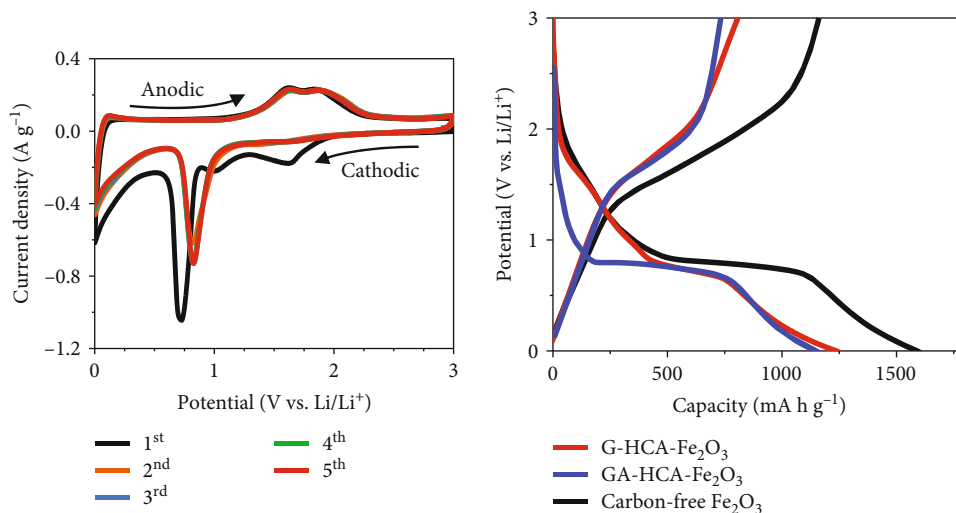 0.4
0.0
−0.4
−0.8
−1.2
Current density (A g⁻¹)
Anodic
Cathodic
0 1 2 3
Potential (V vs. Li/Li⁺)
1ˢᵗ
2ⁿᵈ
3ʳᵈ
4ᵗʰ
5ᵗʰ
3
2
1
0
Potential (V vs. Li/Li⁺)
0 500 1000 1500
Capacity (mA h g⁻¹)
G-HCA-Fe₂O₃
GA-HCA-Fe₂O₃
Carbon-free Fe₂O₃